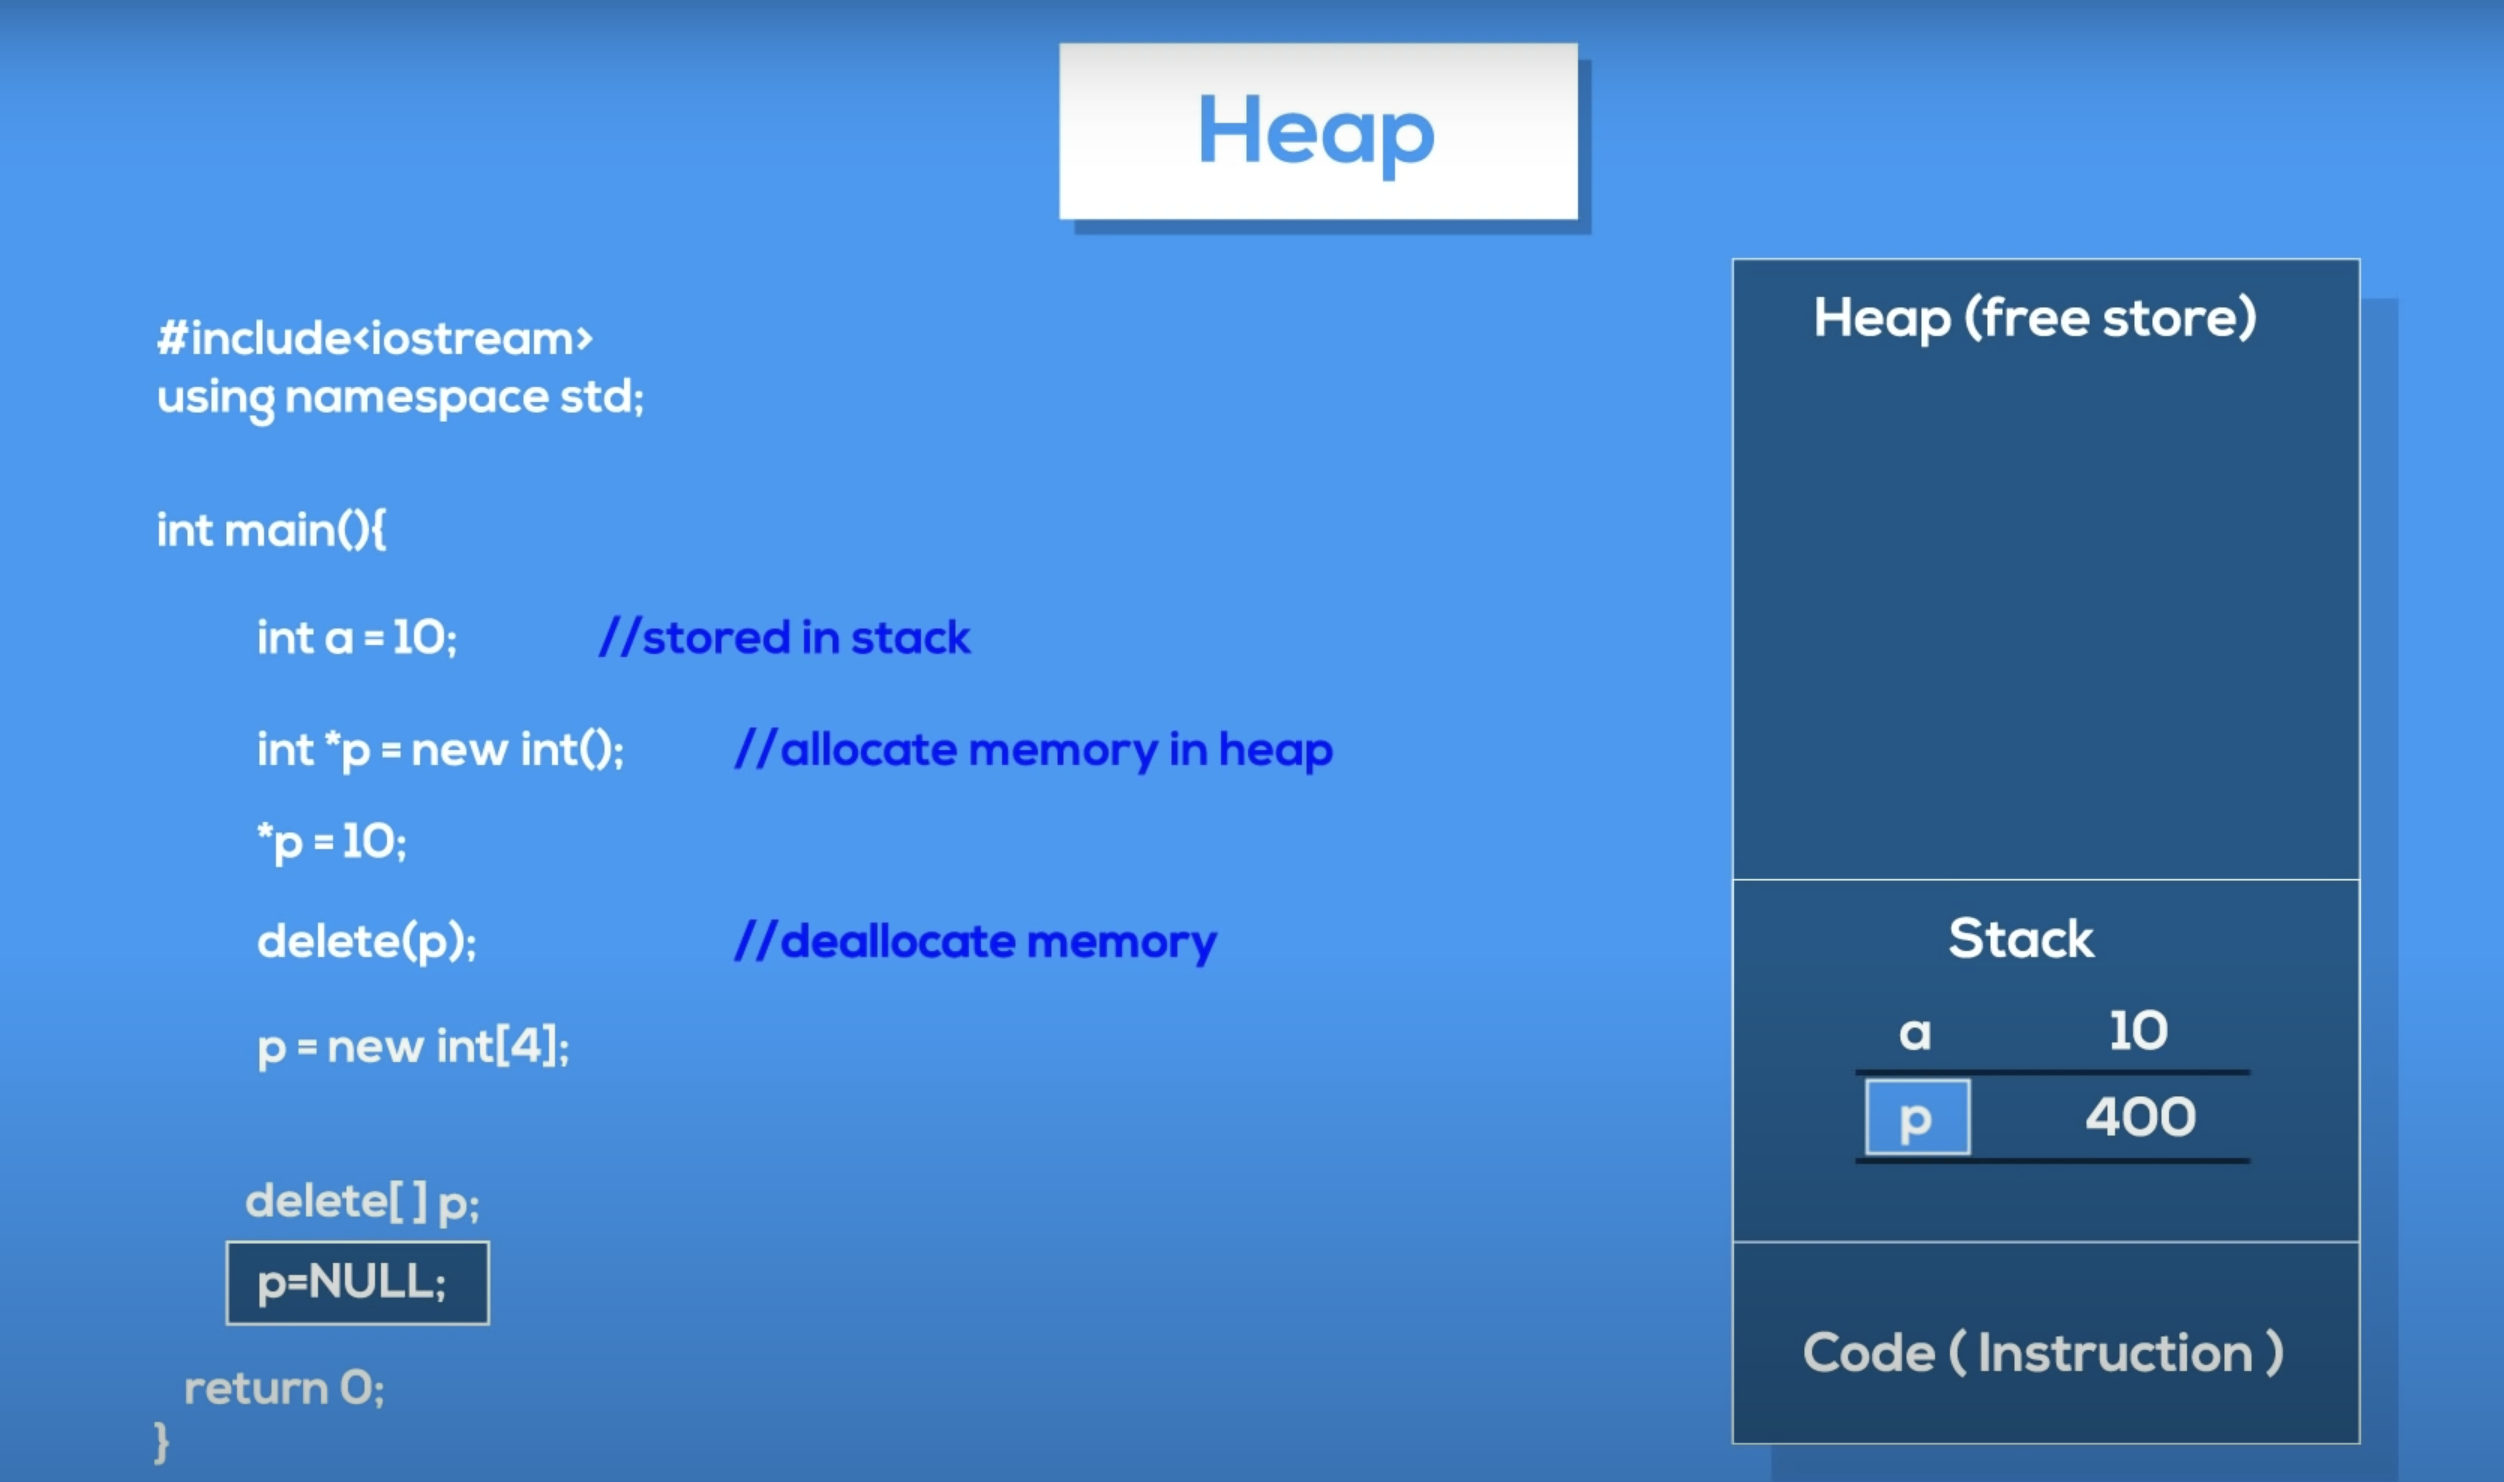 Heap
#include<iostream>
using namespace std;
int main(){
int a = 10; //stored in stack
int *p = new int(); //allocate memory in heap
*p = 10;
delete(p); //deallocate memory
p = new int[4];
delete[ ] p;
p=NULL;
return 0;
}
Heap (free store)
Stack
a 10
p 400
Code ( Instruction )